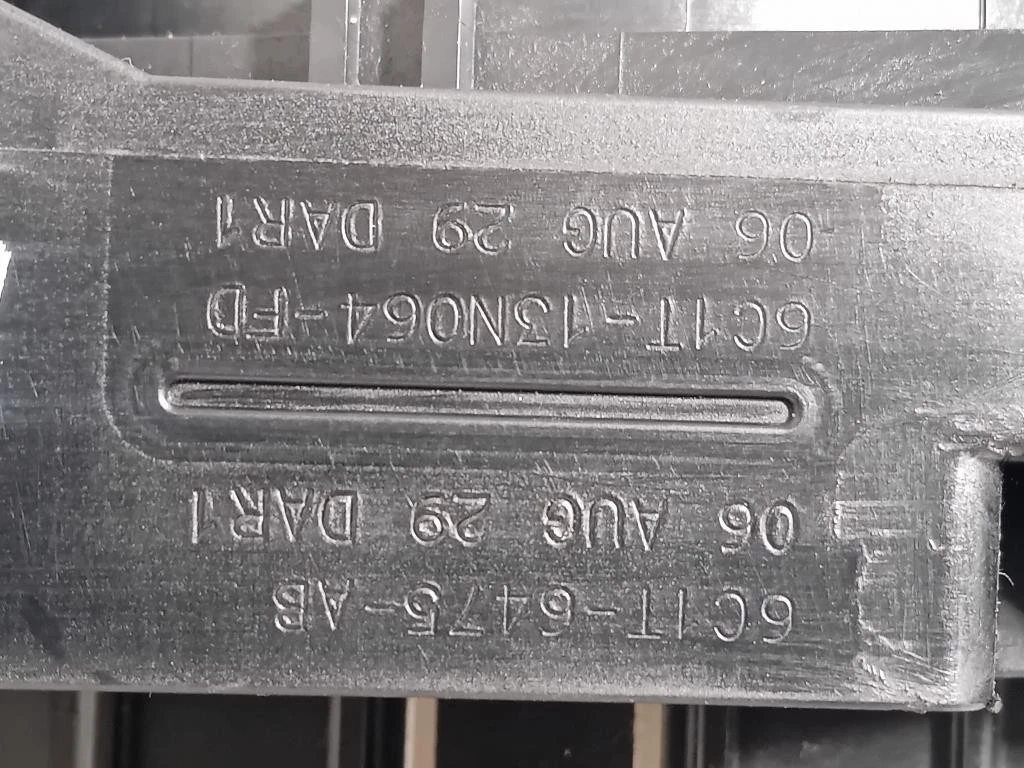 6C1T-6475-AB
06 AUG 29 DAR1
6C1T-13N064-FD
06 AUG 29 DAR1